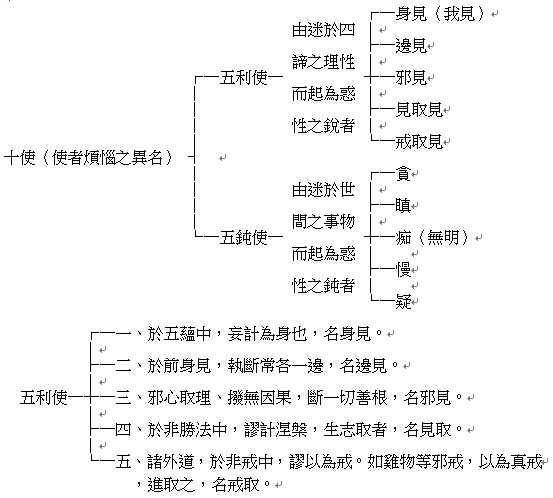 十使（使者煩惱之異名）
五利使
由迷於四
諦之理性
而起為惑
性之銳者
身見（我見）
邊見
邪見
見取見
戒取見
五鈍使
由迷於世
間之事物
而起為惑
性之鈍者
貪
瞋
痴（無明）
慢
疑
五利使
一、於五蘊中，妄計為身也，名身見。
二、於前身見，執斷常各一邊，名邊見。
三、邪心取理、撥無因果，斷一切善根，名邪見。
四、於非勝法中，謬計涅槃，生志取者，名見取。
五、諸外道，於非戒中，謬以為戒。如雞物等邪戒，以為真戒
，進取之，名戒取。